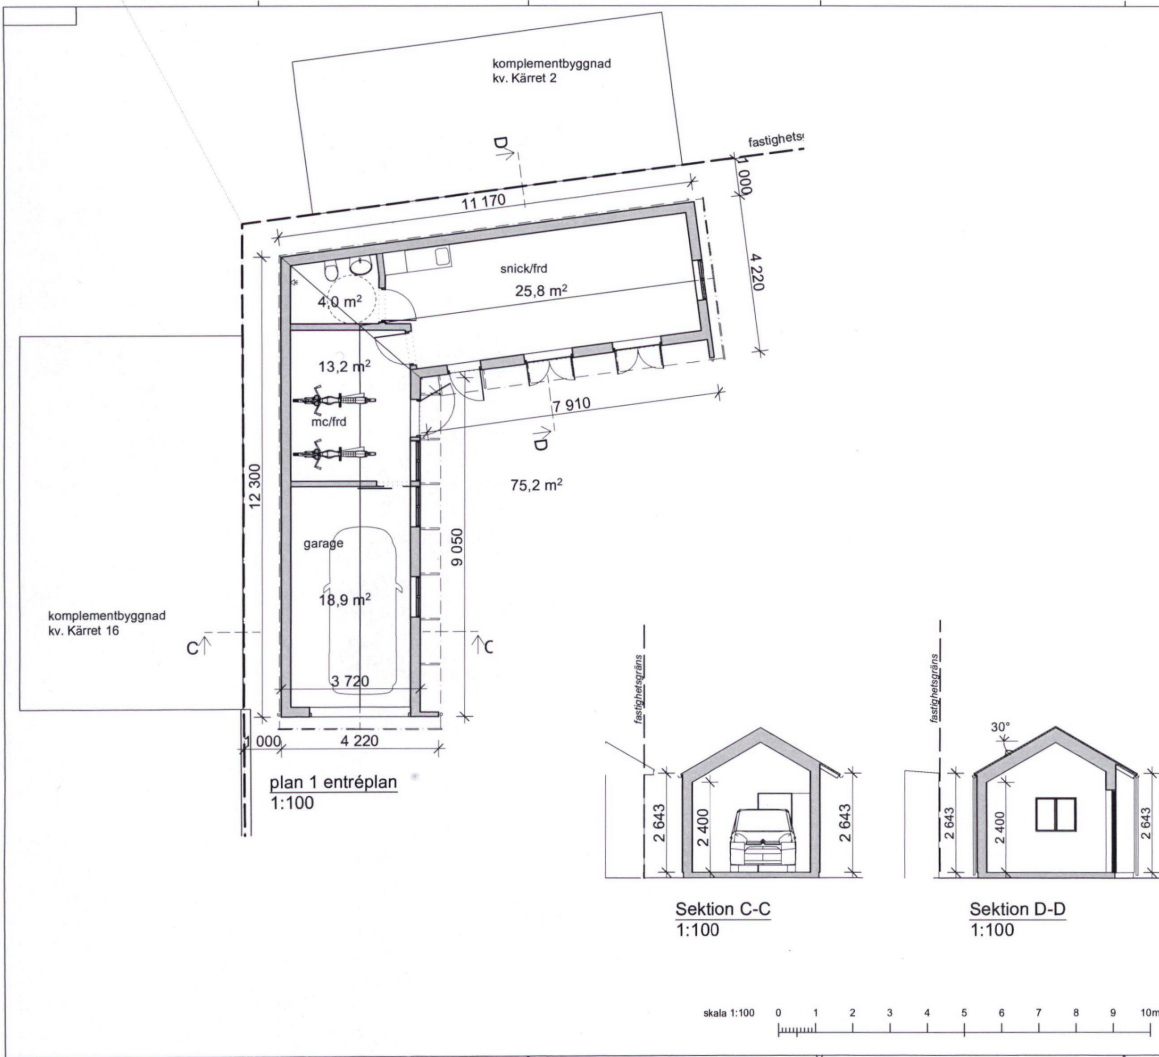 komplementbyggnad
kv. Kärret 2
D
fastighets
1 000
11 170
4 220
snick/frd
25,8 m²
4,0 m²
13,2 m²
mc/frd
7 910
D
75,2 m²
12 300
9 050
garage
18,9 m²
komplementbyggnad
kv. Kärret 16
C
C
3 720
1 000
4 220
plan 1 entréplan
1:100
fastighetsgräns
2 643
2 400
2 643
Sektion C-C
1:100
fastighetsgräns
30°
2 643
2 400
2 643
Sektion D-D
1:100
skala 1:100 0 1 2 3 4 5 6 7 8 9 10m